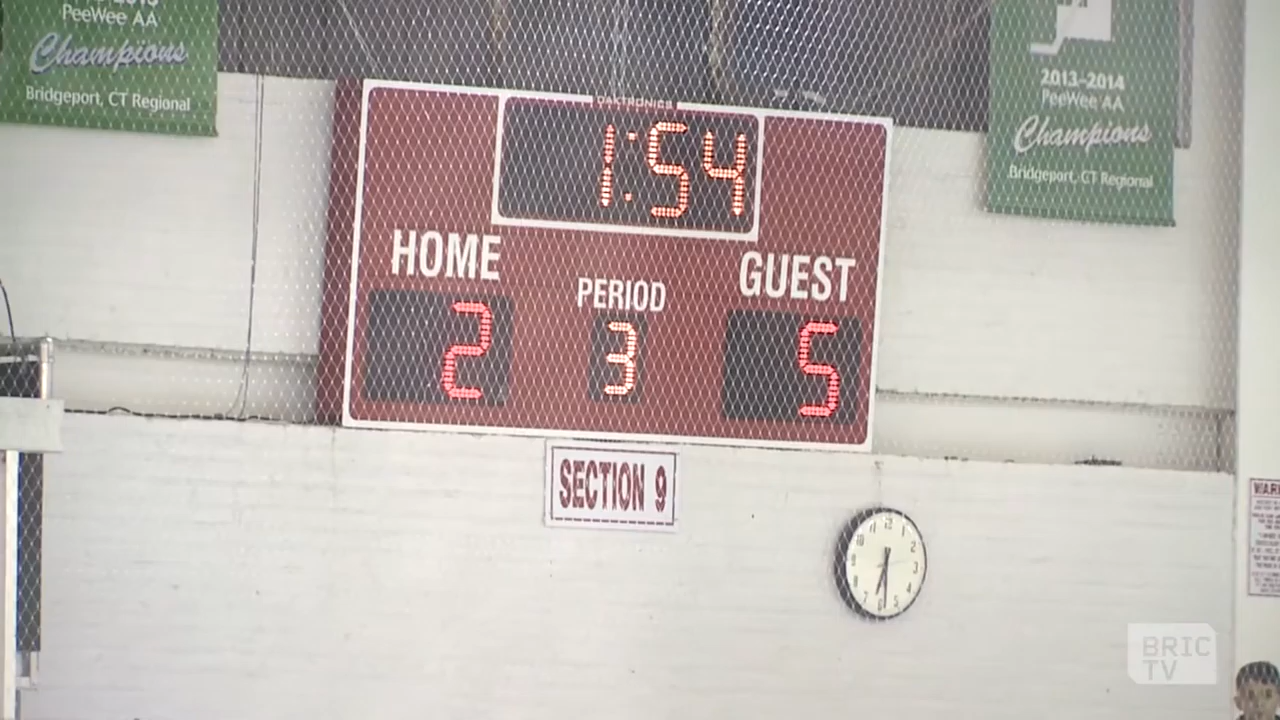 PeeWee AA
Champions
Bridgeport, CT Regional
2013-2014
PeeWee AA
Champions
Bridgeport, CT Regional
DAKTRONICS
1:54
HOME
PERIOD
GUEST
2
3
5
SECTION 9
BRIC
TV